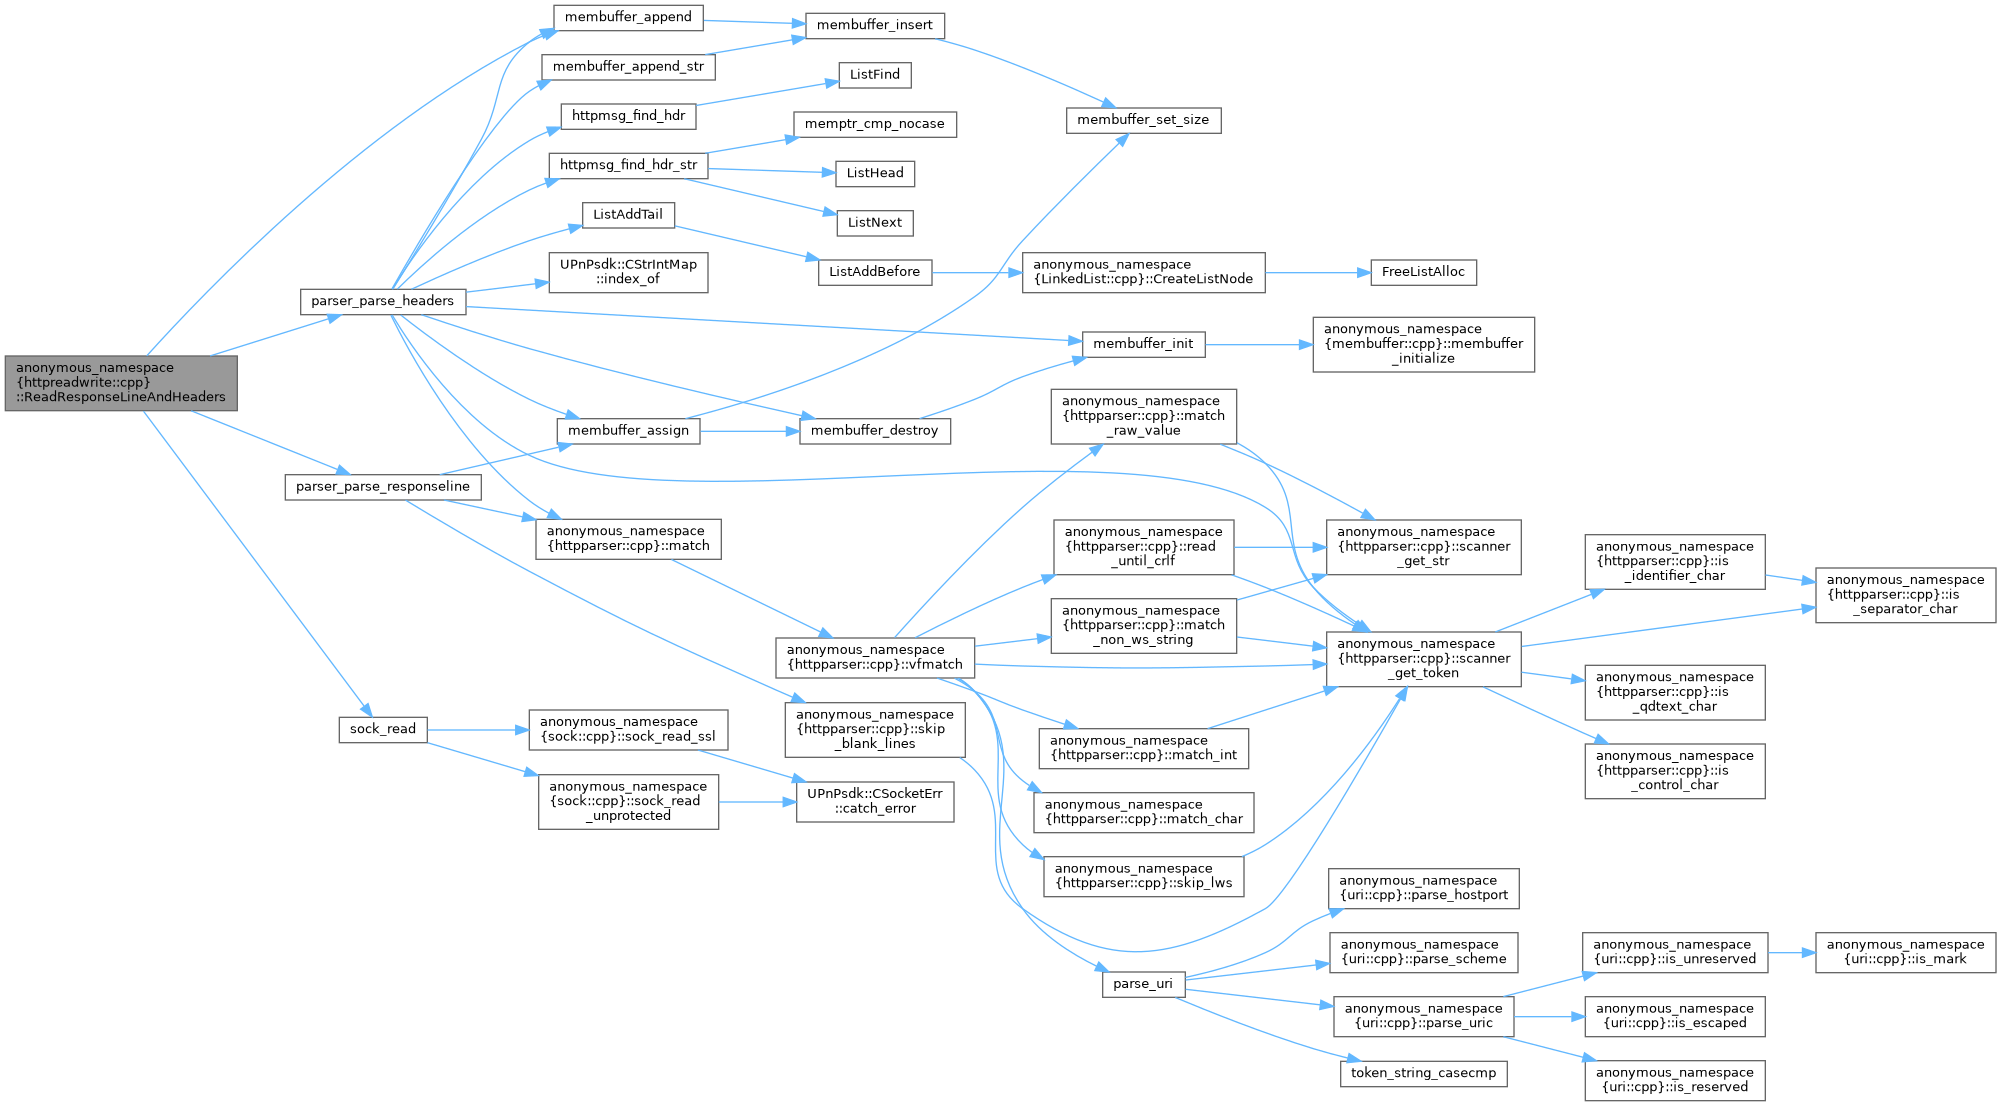 anonymous_namespace
{httpreadwrite::cpp}
::ReadResponseLineAndHeaders
parser_parse_headers
parser_parse_responseline
sock_read
membuffer_append
membuffer_append_str
httpmsg_find_hdr
httpmsg_find_hdr_str
ListAddTail
UPnPsdk::CStrIntMap
::index_of
membuffer_assign
anonymous_namespace
{httpparser::cpp}::match
anonymous_namespace
{sock::cpp}::sock_read_ssl
anonymous_namespace
{sock::cpp}::sock_read
_unprotected
membuffer_insert
ListFind
memptr_cmp_nocase
ListHead
ListNext
ListAddBefore
membuffer_destroy
anonymous_namespace
{httpparser::cpp}::vfmatch
anonymous_namespace
{httpparser::cpp}::skip
_blank_lines
UPnPsdk::CSocketErr
::catch_error
membuffer_set_size
anonymous_namespace
{LinkedList::cpp}::CreateListNode
membuffer_init
anonymous_namespace
{httpparser::cpp}::match
_raw_value
anonymous_namespace
{httpparser::cpp}::read
_until_crlf
anonymous_namespace
{httpparser::cpp}::match
_non_ws_string
anonymous_namespace
{httpparser::cpp}::match_int
anonymous_namespace
{httpparser::cpp}::match_char
anonymous_namespace
{httpparser::cpp}::skip_lws
parse_uri
FreeListAlloc
anonymous_namespace
{membuffer::cpp}::membuffer
_initialize
anonymous_namespace
{httpparser::cpp}::scanner
_get_str
anonymous_namespace
{httpparser::cpp}::scanner
_get_token
anonymous_namespace
{uri::cpp}::parse_hostport
anonymous_namespace
{uri::cpp}::parse_scheme
anonymous_namespace
{uri::cpp}::parse_uric
token_string_casecmp
anonymous_namespace
{httpparser::cpp}::is
_identifier_char
anonymous_namespace
{httpparser::cpp}::is
_qdtext_char
anonymous_namespace
{httpparser::cpp}::is
_control_char
anonymous_namespace
{uri::cpp}::is_unreserved
anonymous_namespace
{uri::cpp}::is_escaped
anonymous_namespace
{uri::cpp}::is_reserved
anonymous_namespace
{httpparser::cpp}::is
_separator_char
anonymous_namespace
{uri::cpp}::is_mark